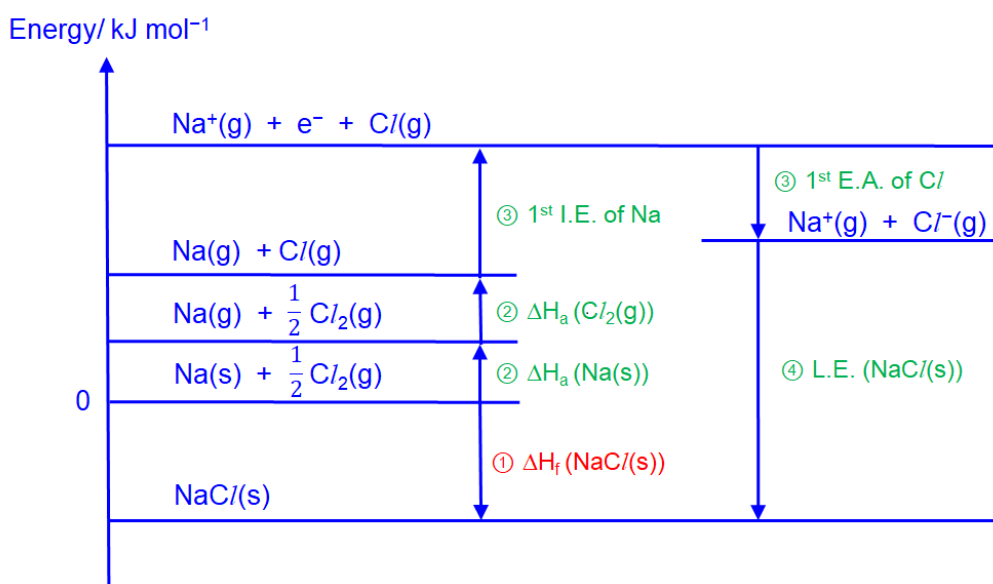 Energy/ kJ mol⁻¹
Na⁺(g) + e⁻ + Cl(g)
③ 1st E.A. of Cl
③ 1st I.E. of Na
Na⁺(g) + Cl⁻(g)
Na(g) + Cl(g)
Na(g) + 1/2 Cl₂(g)
② ΔHₐ (Cl₂(g))
Na(s) + 1/2 Cl₂(g)
② ΔHₐ (Na(s))
④ L.E. (NaCl(s))
0
① ΔHf (NaCl(s))
NaCl(s)